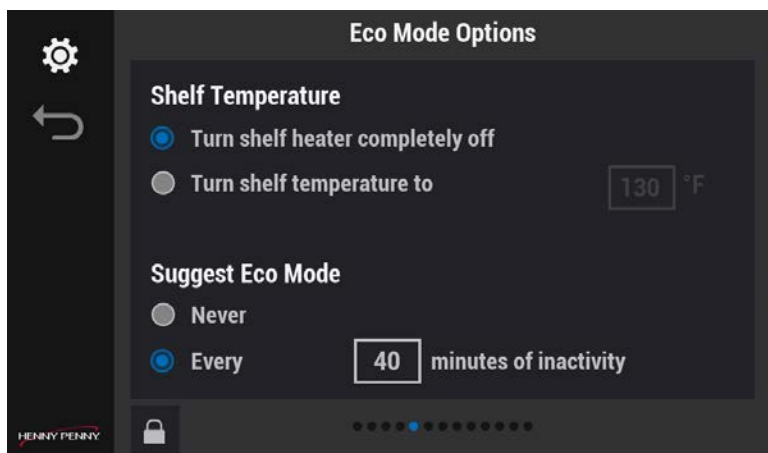 Eco Mode Options
Shelf Temperature
Turn shelf heater completely off
Turn shelf temperature to 130 °F
Suggest Eco Mode
Never
Every 40 minutes of inactivity
HENNY PENNY